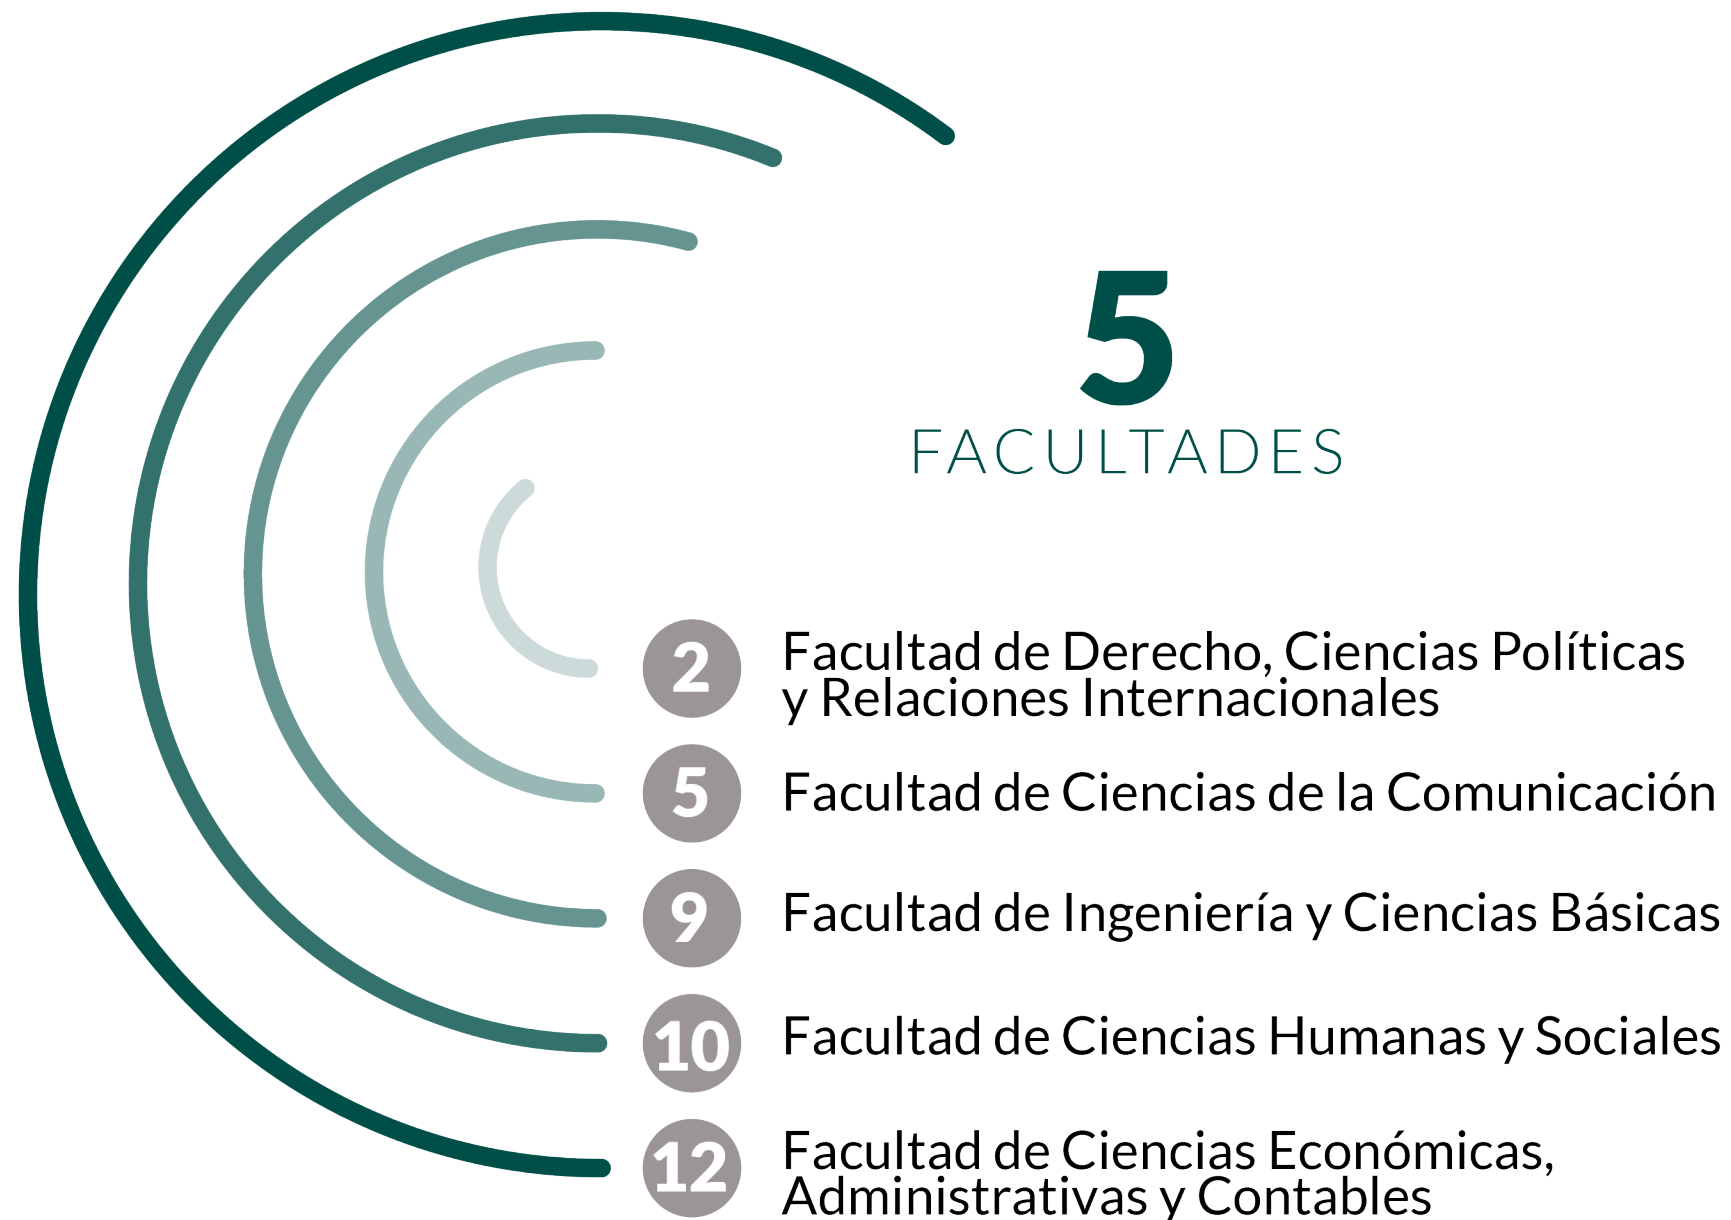 5
FACULTADES
2
Facultad de Derecho, Ciencias Políticas
y Relaciones Internacionales
5
Facultad de Ciencias de la Comunicación
9
Facultad de Ingeniería y Ciencias Básicas
10
Facultad de Ciencias Humanas y Sociales
12
Facultad de Ciencias Económicas,
Administrativas y Contables